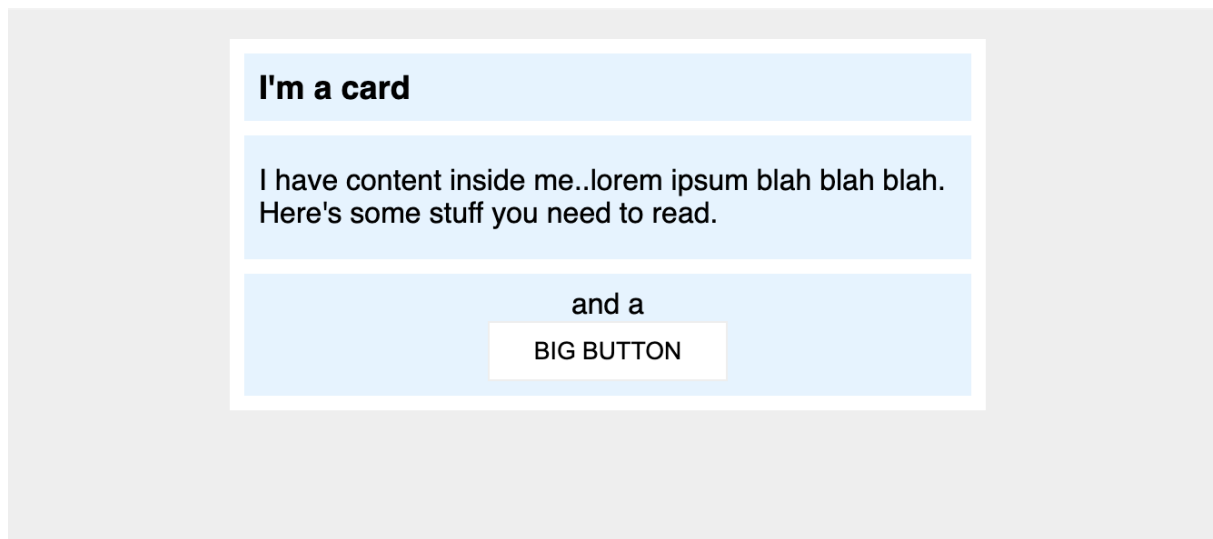 I'm a card
I have content inside me..lorem ipsum blah blah blah.
Here's some stuff you need to read.
and a
BIG BUTTON